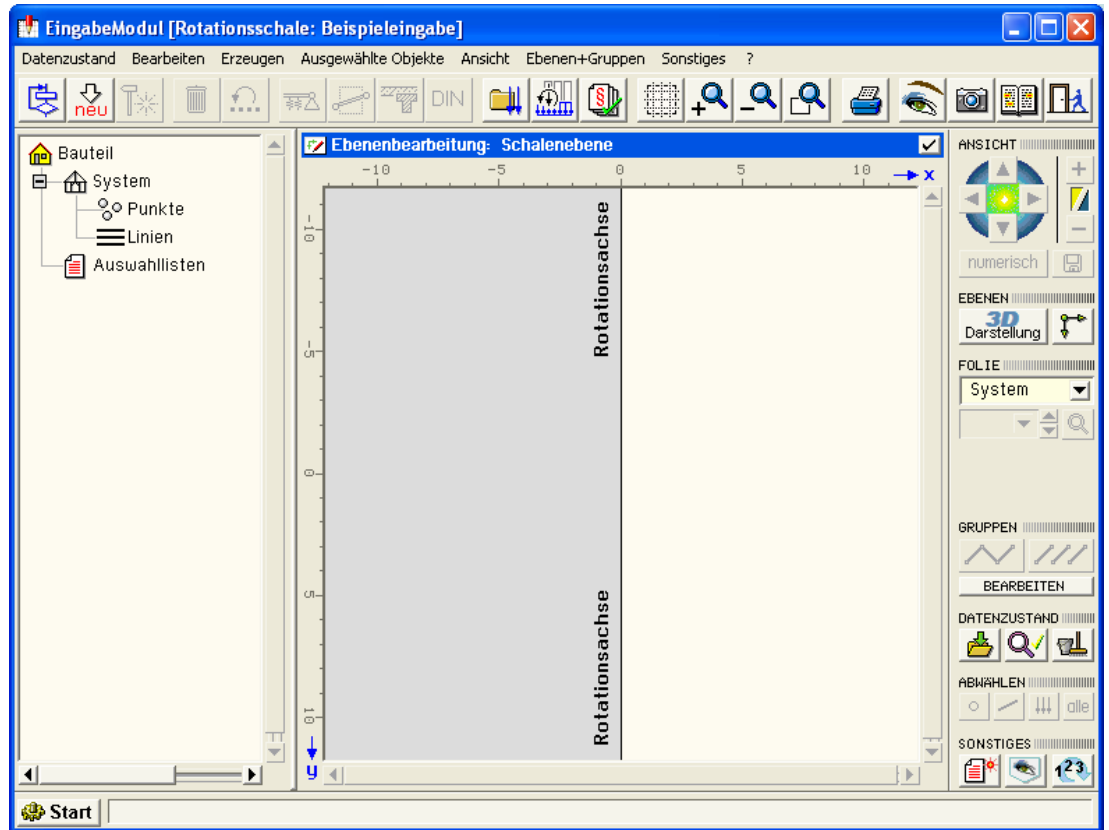 EingabeModul [Rotationsschale: Beispieleingabe]
Datenzustand Bearbeiten Erzeugen Ausgewählte Objekte Ansicht Ebenen+Gruppen Sonstiges ?
neu DIN
Bauteil
System
Punkte
Linien
Auswahllisten
Ebenenbearbeitung: Schalenebene
-10 -5 0 5 10 x
-10
-5
0
5
10
y
Rotationsachse
Rotationsachse
ANSICHT
numerisch
EBENEN
3D
Darstellung
FOLIE
System
GRUPPEN
BEARBEITEN
DATENZUSTAND
ABWÄHLEN
alle
SONSTIGES
123
Start